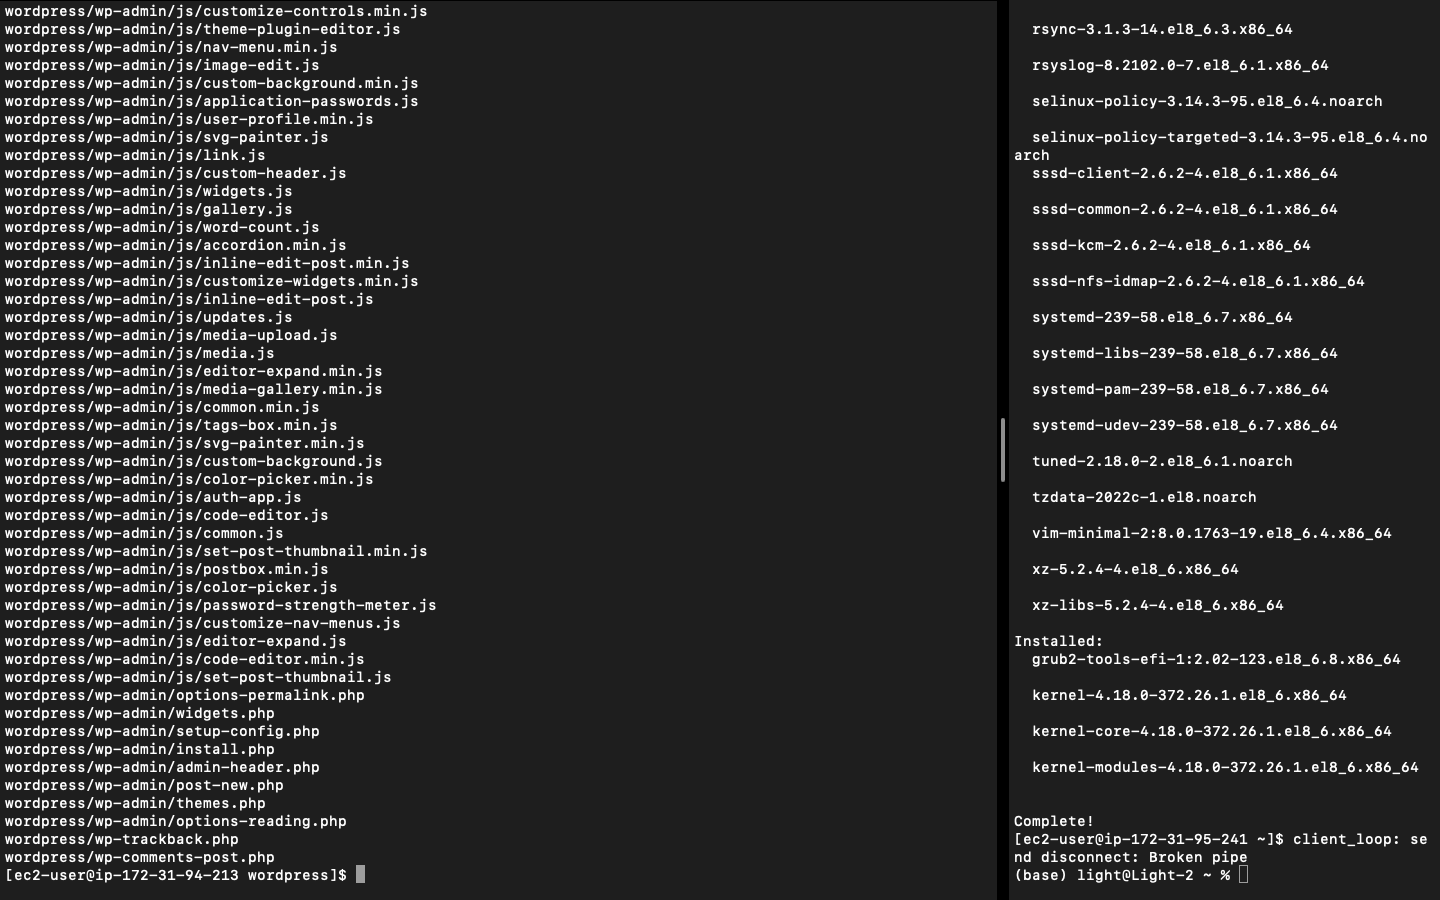 wordpress/wp-admin/js/customize-controls.min.js
wordpress/wp-admin/js/theme-plugin-editor.js
wordpress/wp-admin/js/nav-menu.min.js
wordpress/wp-admin/js/image-edit.js
wordpress/wp-admin/js/custom-background.min.js
wordpress/wp-admin/js/application-passwords.js
wordpress/wp-admin/js/user-profile.min.js
wordpress/wp-admin/js/svg-painter.js
wordpress/wp-admin/js/link.js
wordpress/wp-admin/js/custom-header.js
wordpress/wp-admin/js/widgets.js
wordpress/wp-admin/js/gallery.js
wordpress/wp-admin/js/word-count.js
wordpress/wp-admin/js/accordion.min.js
wordpress/wp-admin/js/inline-edit-post.min.js
wordpress/wp-admin/js/customize-widgets.min.js
wordpress/wp-admin/js/inline-edit-post.js
wordpress/wp-admin/js/updates.js
wordpress/wp-admin/js/media-upload.js
wordpress/wp-admin/js/media.js
wordpress/wp-admin/js/editor-expand.min.js
wordpress/wp-admin/js/media-gallery.min.js
wordpress/wp-admin/js/common.min.js
wordpress/wp-admin/js/tags-box.min.js
wordpress/wp-admin/js/svg-painter.min.js
wordpress/wp-admin/js/custom-background.js
wordpress/wp-admin/js/color-picker.min.js
wordpress/wp-admin/js/auth-app.js
wordpress/wp-admin/js/code-editor.js
wordpress/wp-admin/js/common.js
wordpress/wp-admin/js/set-post-thumbnail.min.js
wordpress/wp-admin/js/postbox.min.js
wordpress/wp-admin/js/color-picker.js
wordpress/wp-admin/js/password-strength-meter.js
wordpress/wp-admin/js/customize-nav-menus.js
wordpress/wp-admin/js/editor-expand.js
wordpress/wp-admin/js/code-editor.min.js
wordpress/wp-admin/js/set-post-thumbnail.js
wordpress/wp-admin/options-permalink.php
wordpress/wp-admin/widgets.php
wordpress/wp-admin/setup-config.php
wordpress/wp-admin/install.php
wordpress/wp-admin/admin-header.php
wordpress/wp-admin/post-new.php
wordpress/wp-admin/themes.php
wordpress/wp-admin/options-reading.php
wordpress/wp-trackback.php
wordpress/wp-comments-post.php
[ec2-user@ip-172-31-94-213 wordpress]$
rsync-3.1.3-14.el8_6.3.x86_64
rsyslog-8.2102.0-7.el8_6.1.x86_64
selinux-policy-3.14.3-95.el8_6.4.noarch
selinux-policy-targeted-3.14.3-95.el8_6.4.no
arch
sssd-client-2.6.2-4.el8_6.1.x86_64
sssd-common-2.6.2-4.el8_6.1.x86_64
sssd-kcm-2.6.2-4.el8_6.1.x86_64
sssd-nfs-idmap-2.6.2-4.el8_6.1.x86_64
systemd-239-58.el8_6.7.x86_64
systemd-libs-239-58.el8_6.7.x86_64
systemd-pam-239-58.el8_6.7.x86_64
systemd-udev-239-58.el8_6.7.x86_64
tuned-2.18.0-2.el8_6.1.noarch
tzdata-2022c-1.el8.noarch
vim-minimal-2:8.0.1763-19.el8_6.4.x86_64
xz-5.2.4-4.el8_6.x86_64
xz-libs-5.2.4-4.el8_6.x86_64
Installed:
grub2-tools-efi-1:2.02-123.el8_6.8.x86_64
kernel-4.18.0-372.26.1.el8_6.x86_64
kernel-core-4.18.0-372.26.1.el8_6.x86_64
kernel-modules-4.18.0-372.26.1.el8_6.x86_64
Complete!
[ec2-user@ip-172-31-95-241 ~]$ client_loop: se
nd disconnect: Broken pipe
(base) light@Light-2 ~ %